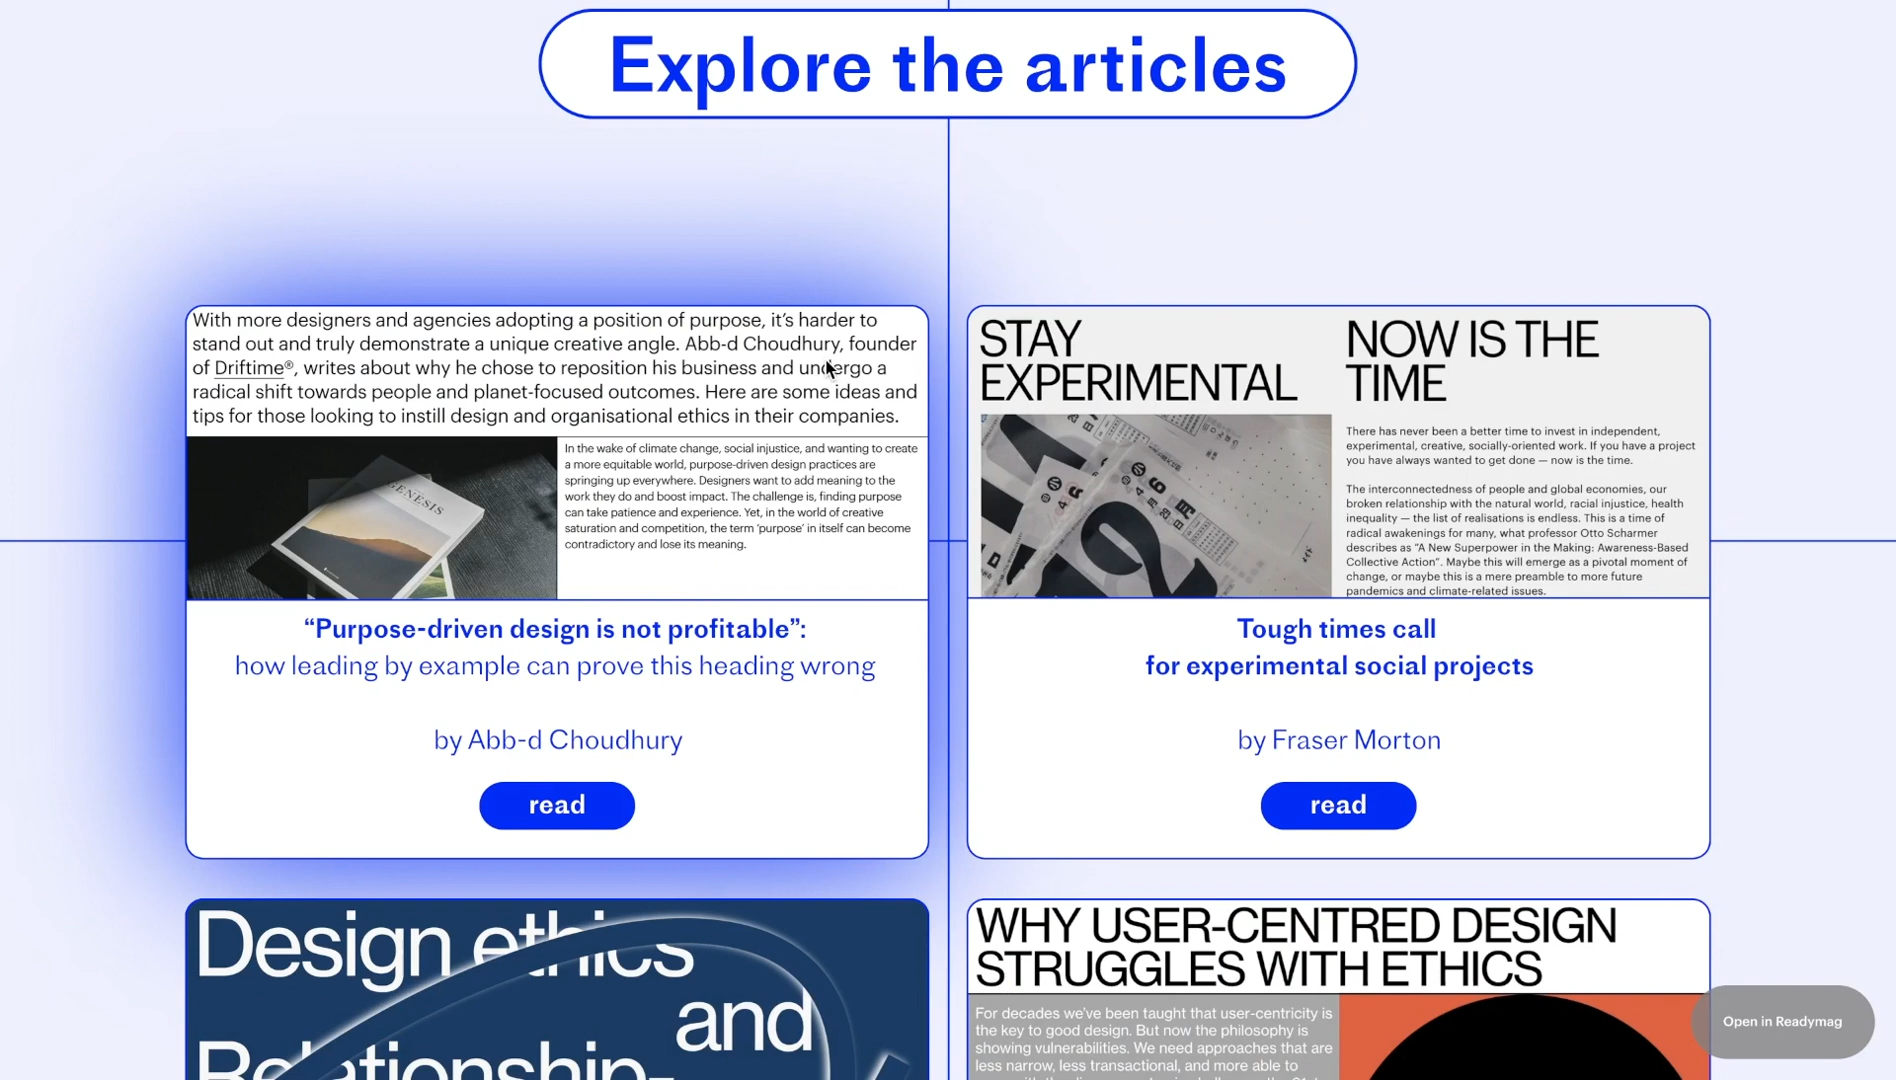 Explore the articles
With more designers and agencies adopting a position of purpose, it’s harder to
stand out and truly demonstrate a unique creative angle. Abb-d Choudhury, founder
of Driftime®, writes about why he chose to reposition his business and undergo a
radical shift towards people and planet-focused outcomes. Here are some ideas and
tips for those looking to instill design and organisational ethics in their companies.
GENESIS
In the wake of climate change, social injustice, and wanting to create
a more equitable world, purpose-driven design practices are
springing up everywhere. Designers want to add meaning to the
work they do and boost impact. The challenge is, finding purpose
can take patience and experience. Yet, in the world of creative
saturation and competition, the term ‘purpose’ in itself can become
contradictory and lose its meaning.
“Purpose-driven design is not profitable”:
how leading by example can prove this heading wrong
by Abb-d Choudhury
read
STAY
EXPERIMENTAL
NOW IS THE
TIME
There has never been a better time to invest in independent,
experimental, creative, socially-oriented work. If you have a project
you have always wanted to get done — now is the time.
The interconnectedness of people and global economies, our
broken relationship with the natural world, racial injustice, health
inequality — the list of realisations is endless. This is a time of
radical awakenings for many, what professor Otto Scharmer
describes as “A New Superpower in the Making: Awareness-Based
Collective Action”. Maybe this will emerge as a pivotal moment of
change, or maybe this is a mere preamble to more future
pandemics and climate-related issues.
Tough times call
for experimental social projects
by Fraser Morton
read
Design ethics
and
Relationship-
WHY USER-CENTRED DESIGN
STRUGGLES WITH ETHICS
For decades we’ve been taught that user-centricity is
the key to good design. But now the philosophy is
showing vulnerabilities. We need approaches that are
less narrow, less transactional, and more able to
Open in Readymag